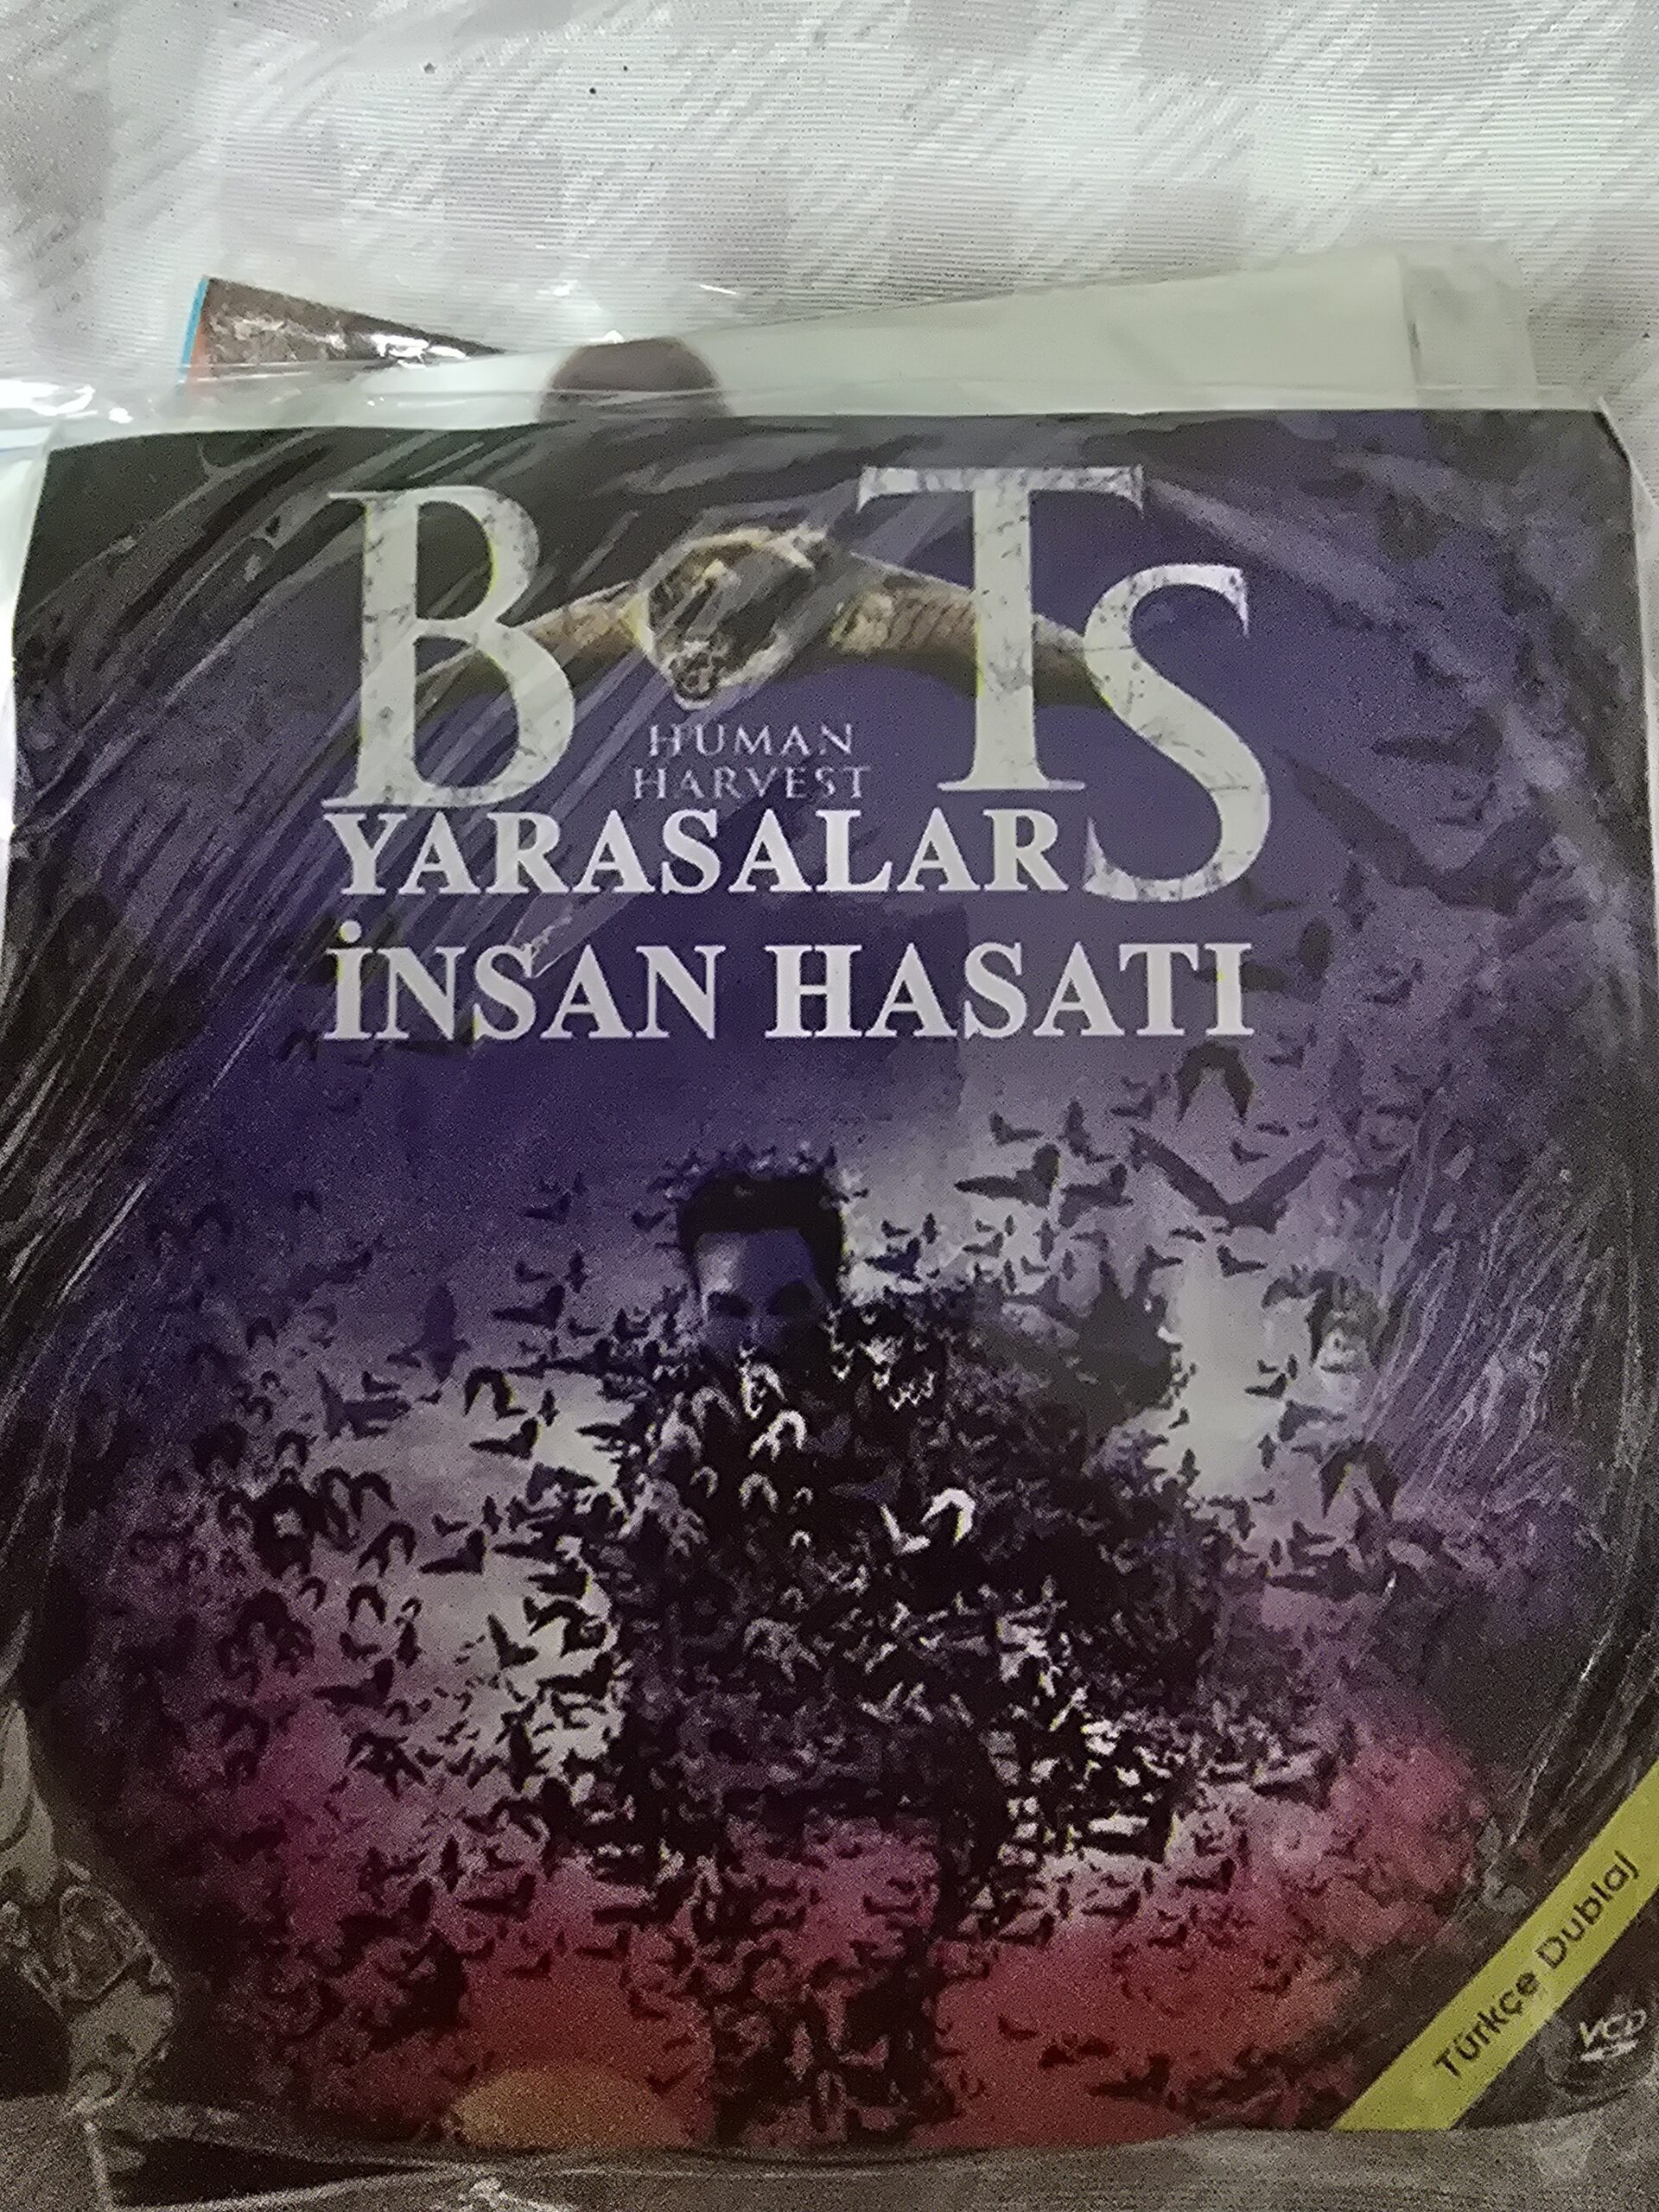 BATS
HUMAN
HARVEST
YARASALAR
İNSAN HASATI
Türkçe Dublaj
VCD